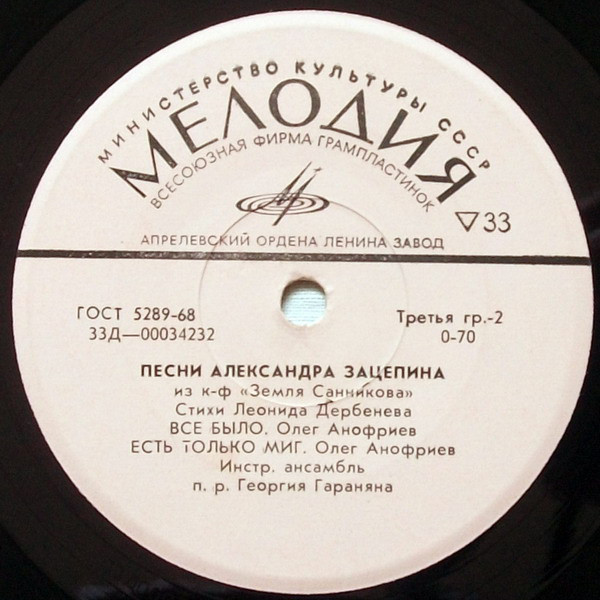 МИНИСТЕРСТВО КУЛЬТУРЫ СССР
МЕЛОДИЯ
ВСЕСОЮЗНАЯ ФИРМА ГРАМПЛАСТИНОК
33
АПРЕЛЕВСКИЙ ОРДЕНА ЛЕНИНА ЗАВОД
ГОСТ 5289-68
33Д—00034232
Третья гр.-2
0-70
ПЕСНИ АЛЕКСАНДРА ЗАЦЕПИНА
из к-ф «Земля Санникова»
Стихи Леонида Дербенева
ВСЕ БЫЛО. Олег Анофриев
ЕСТЬ ТОЛЬКО МИГ. Олег Анофриев
Инстр. ансамбль
п. р. Георгия Гараняна